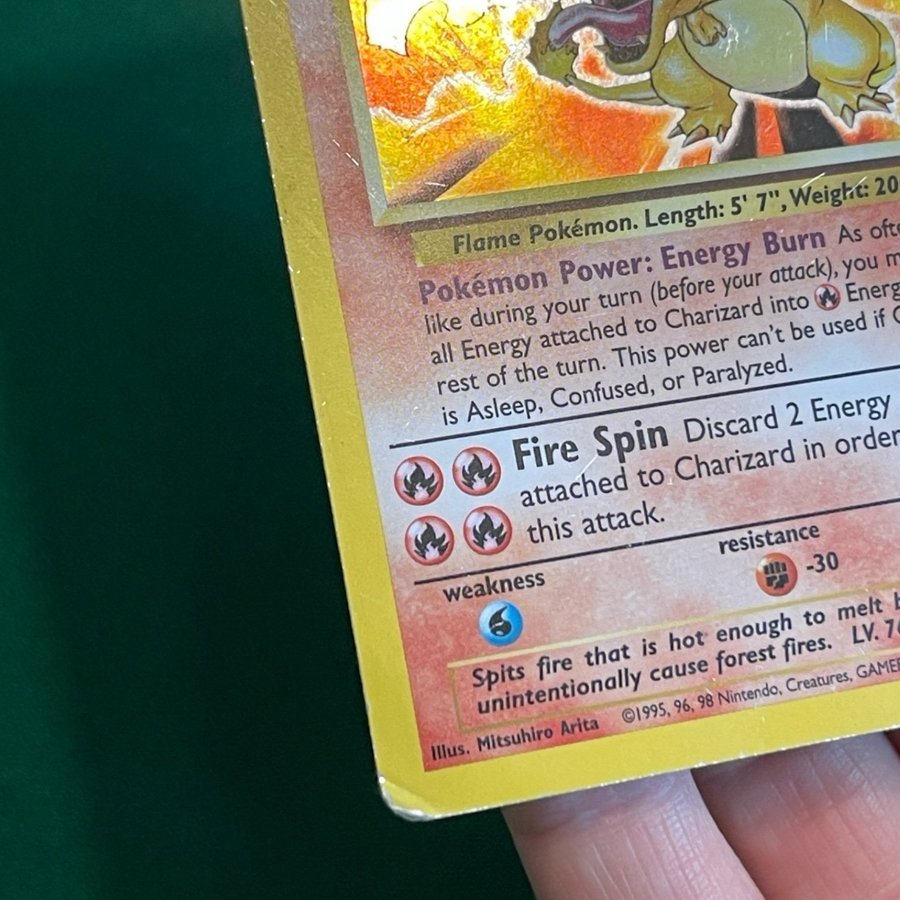 Flame Pokémon. Length: 5' 7", Weight: 20
Pokémon Power: Energy Burn As ofte
like during your turn (before your attack), you m
all Energy attached to Charizard into Energ
rest of the turn. This power can't be used if C
is Asleep, Confused, or Paralyzed.
Fire Spin Discard 2 Energy
attached to Charizard in order
this attack.
weakness
resistance
-30
Spits fire that is hot enough to melt b
unintentionally cause forest fires. LV. 76
Illus. Mitsuhiro Arita ©1995, 96, 98 Nintendo, Creatures, GAMEF